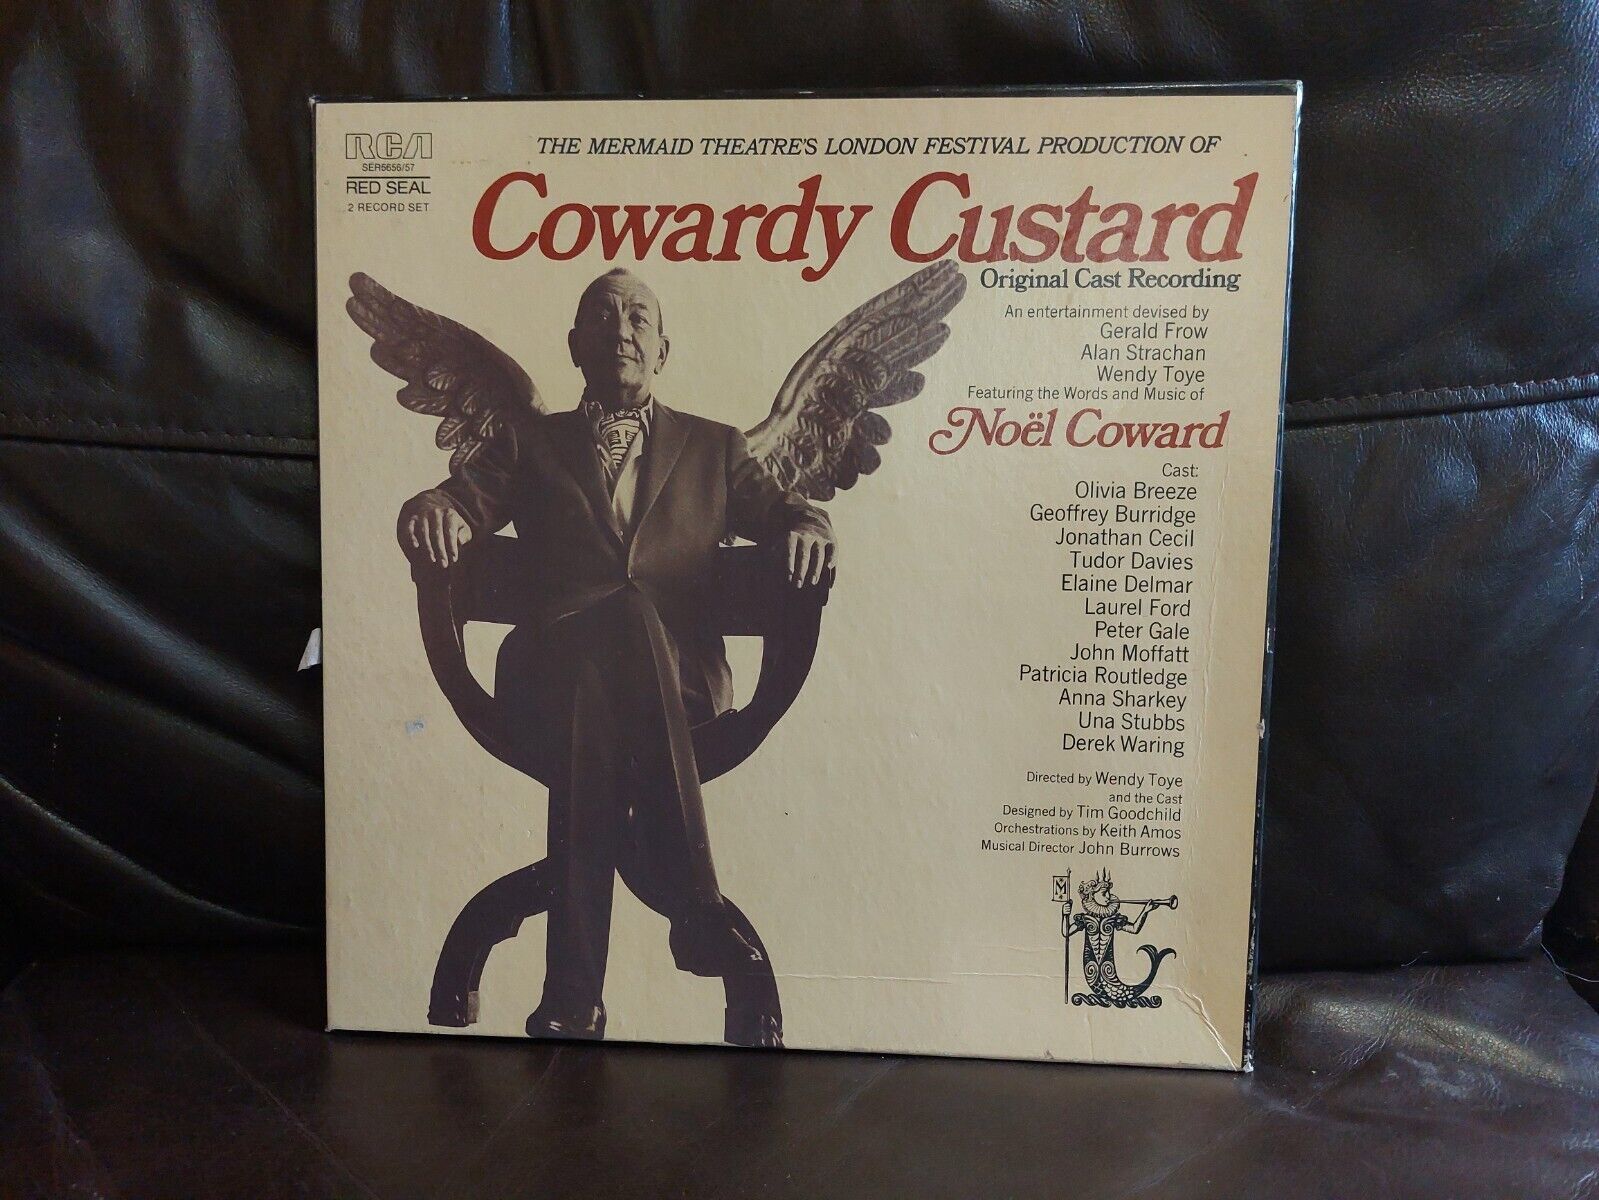 RCA
SER5656/57
RED SEAL
2 RECORD SET
THE MERMAID THEATRE'S LONDON FESTIVAL PRODUCTION OF
Cowardy Custard
Original Cast Recording
An entertainment devised by
Gerald Frow
Alan Strachan
Wendy Toye
Featuring the Words and Music of
Noël Coward
Cast:
Olivia Breeze
Geoffrey Burridge
Jonathan Cecil
Tudor Davies
Elaine Delmar
Laurel Ford
Peter Gale
John Moffatt
Patricia Routledge
Anna Sharkey
Una Stubbs
Derek Waring
Directed by Wendy Toye
and the Cast
Designed by Tim Goodchild
Orchestrations by Keith Amos
Musical Director John Burrows
M